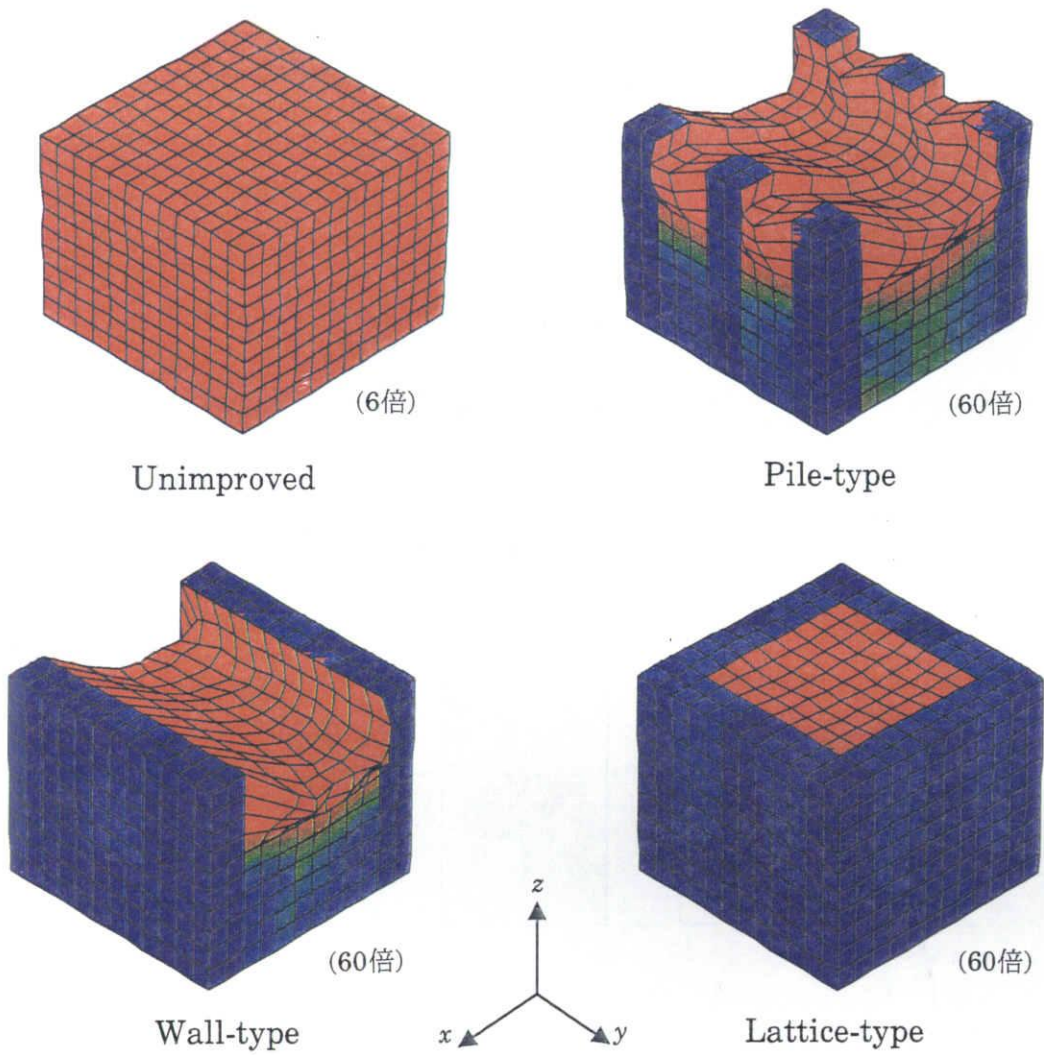 (6倍)
(60倍)
Unimproved
Pile-type
z
(60倍)
(60倍)
x
y
Wall-type
Lattice-type